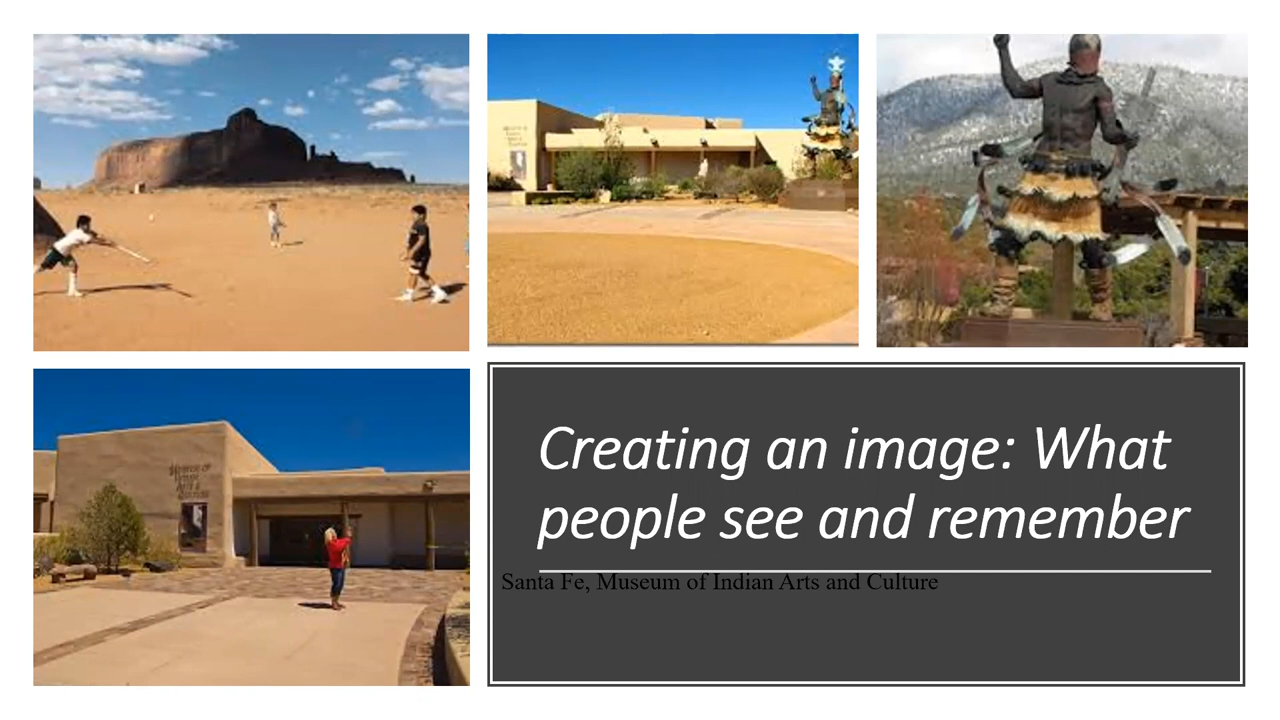 Creating an image: What
people see and remember
Santa Fe, Museum of Indian Arts and Culture